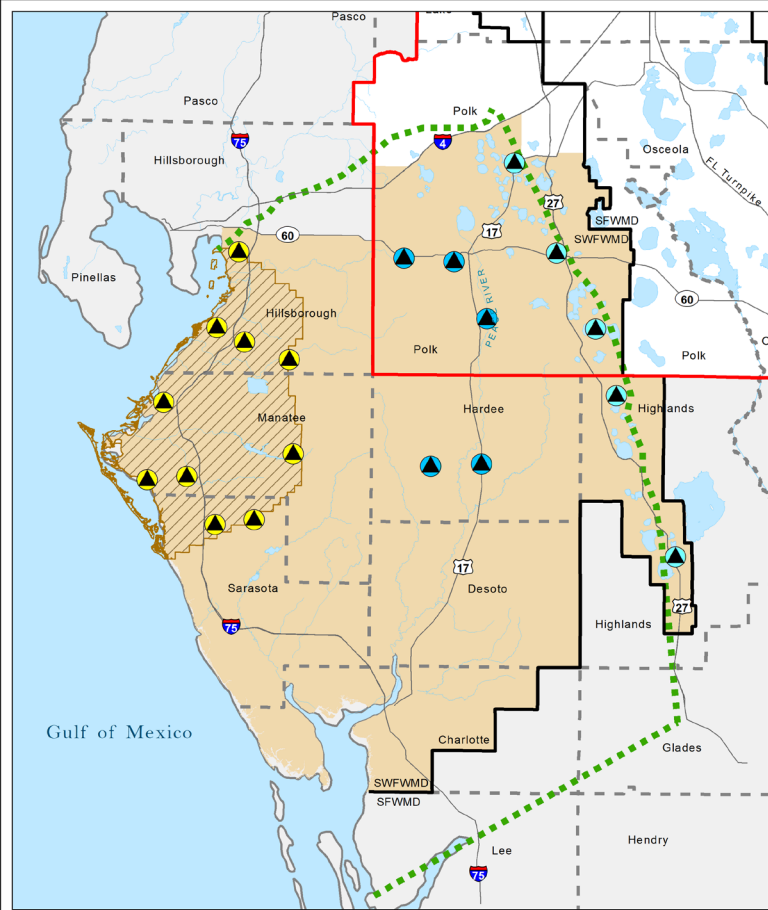 Pasco
Pasco
Polk
75
4
Osceola
Hillsborough
FL Turnpike
27
SFWMD
17
SWFWMD
60
Pinellas
60
PEACE RIVER
Hillsborough
Polk
Polk
Hardee
Highlands
Manatee
17
Sarasota
Desoto
27
75
Highlands
Gulf of Mexico
Charlotte
Glades
SWFWMD
SFWMD
Hendry
Lee
75